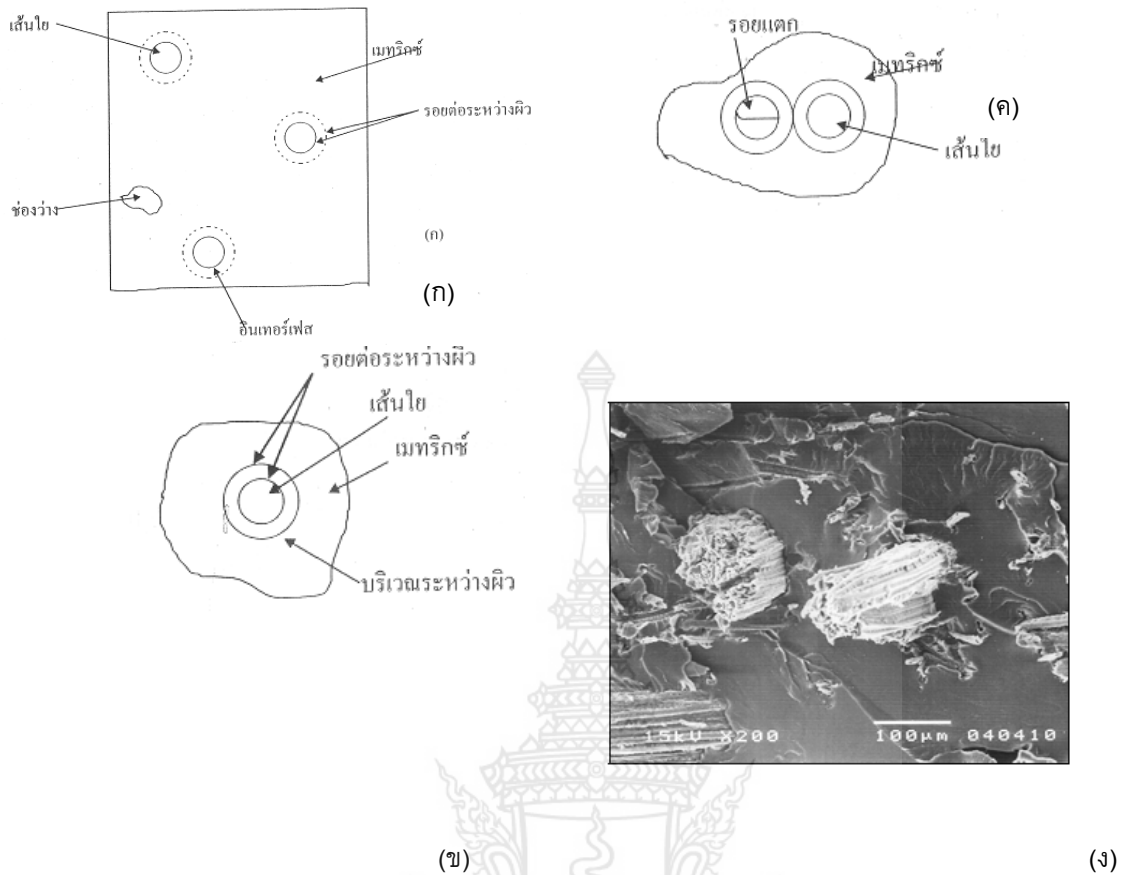 เส้นใย
เมทริกซ์
รอยต่อระหว่างผิว
ช่องว่าง
(ก)
(ก)
อินเทอร์เฟส
รอยแตก
เมทริกซ์
(ค)
เส้นใย
รอยต่อระหว่างผิว
เส้นใย
เมทริกซ์
บริเวณระหว่างผิว
15kV X200 100µm 040410
(ข)
(ง)